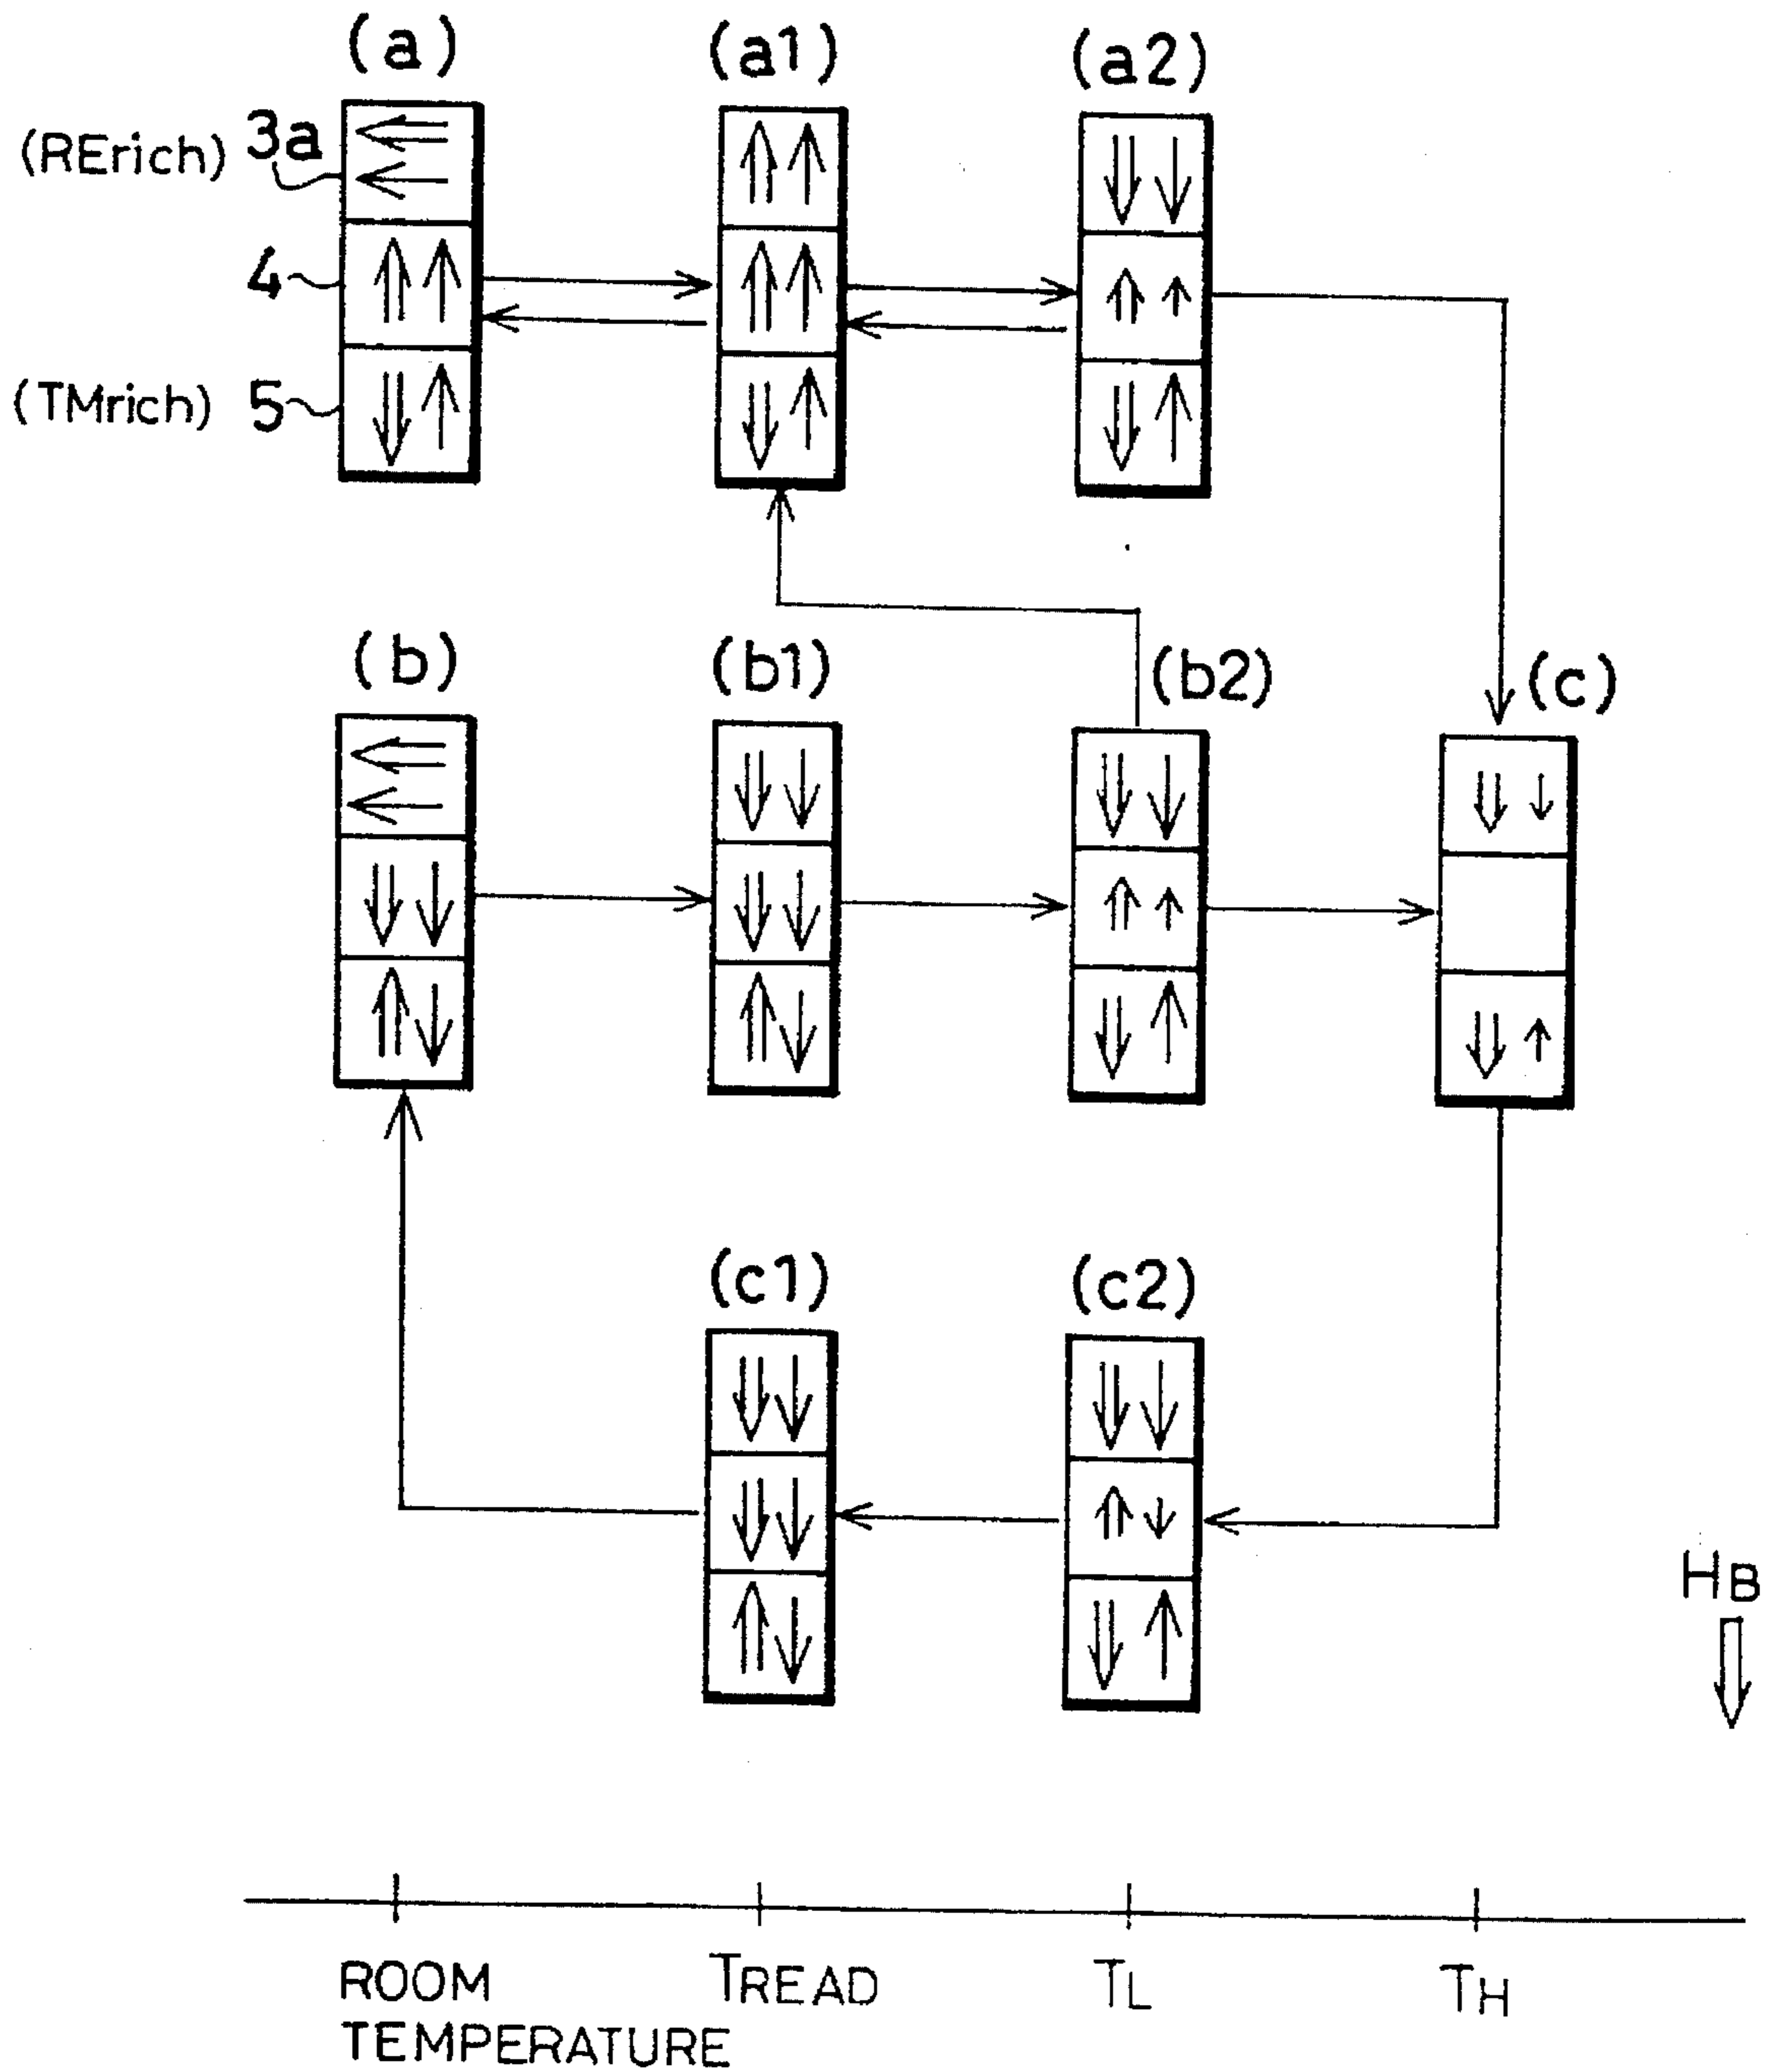 (a) (a1) (a2)
(RErich) 3a
4
(TMrich) 5
(b) (b1) (b2) (c)
(c1) (c2)
HB
ROOM TEMPERATURE TREAD TL TH